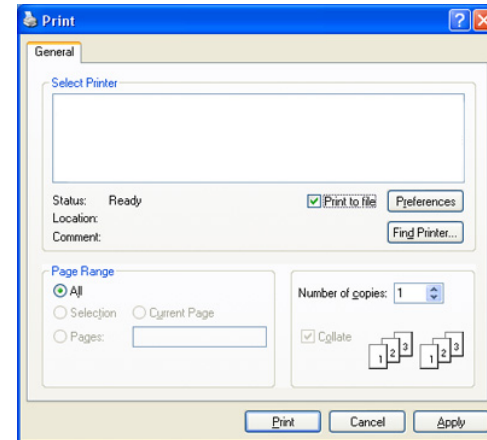 Print
General
Select Printer
Status: Ready
Print to file
Preferences
Location:
Comment:
Find Printer...
Page Range
All
Selection
Current Page
Pages:
Number of copies: 1
Collate
1 2 3 1 2 3
Print Cancel Apply